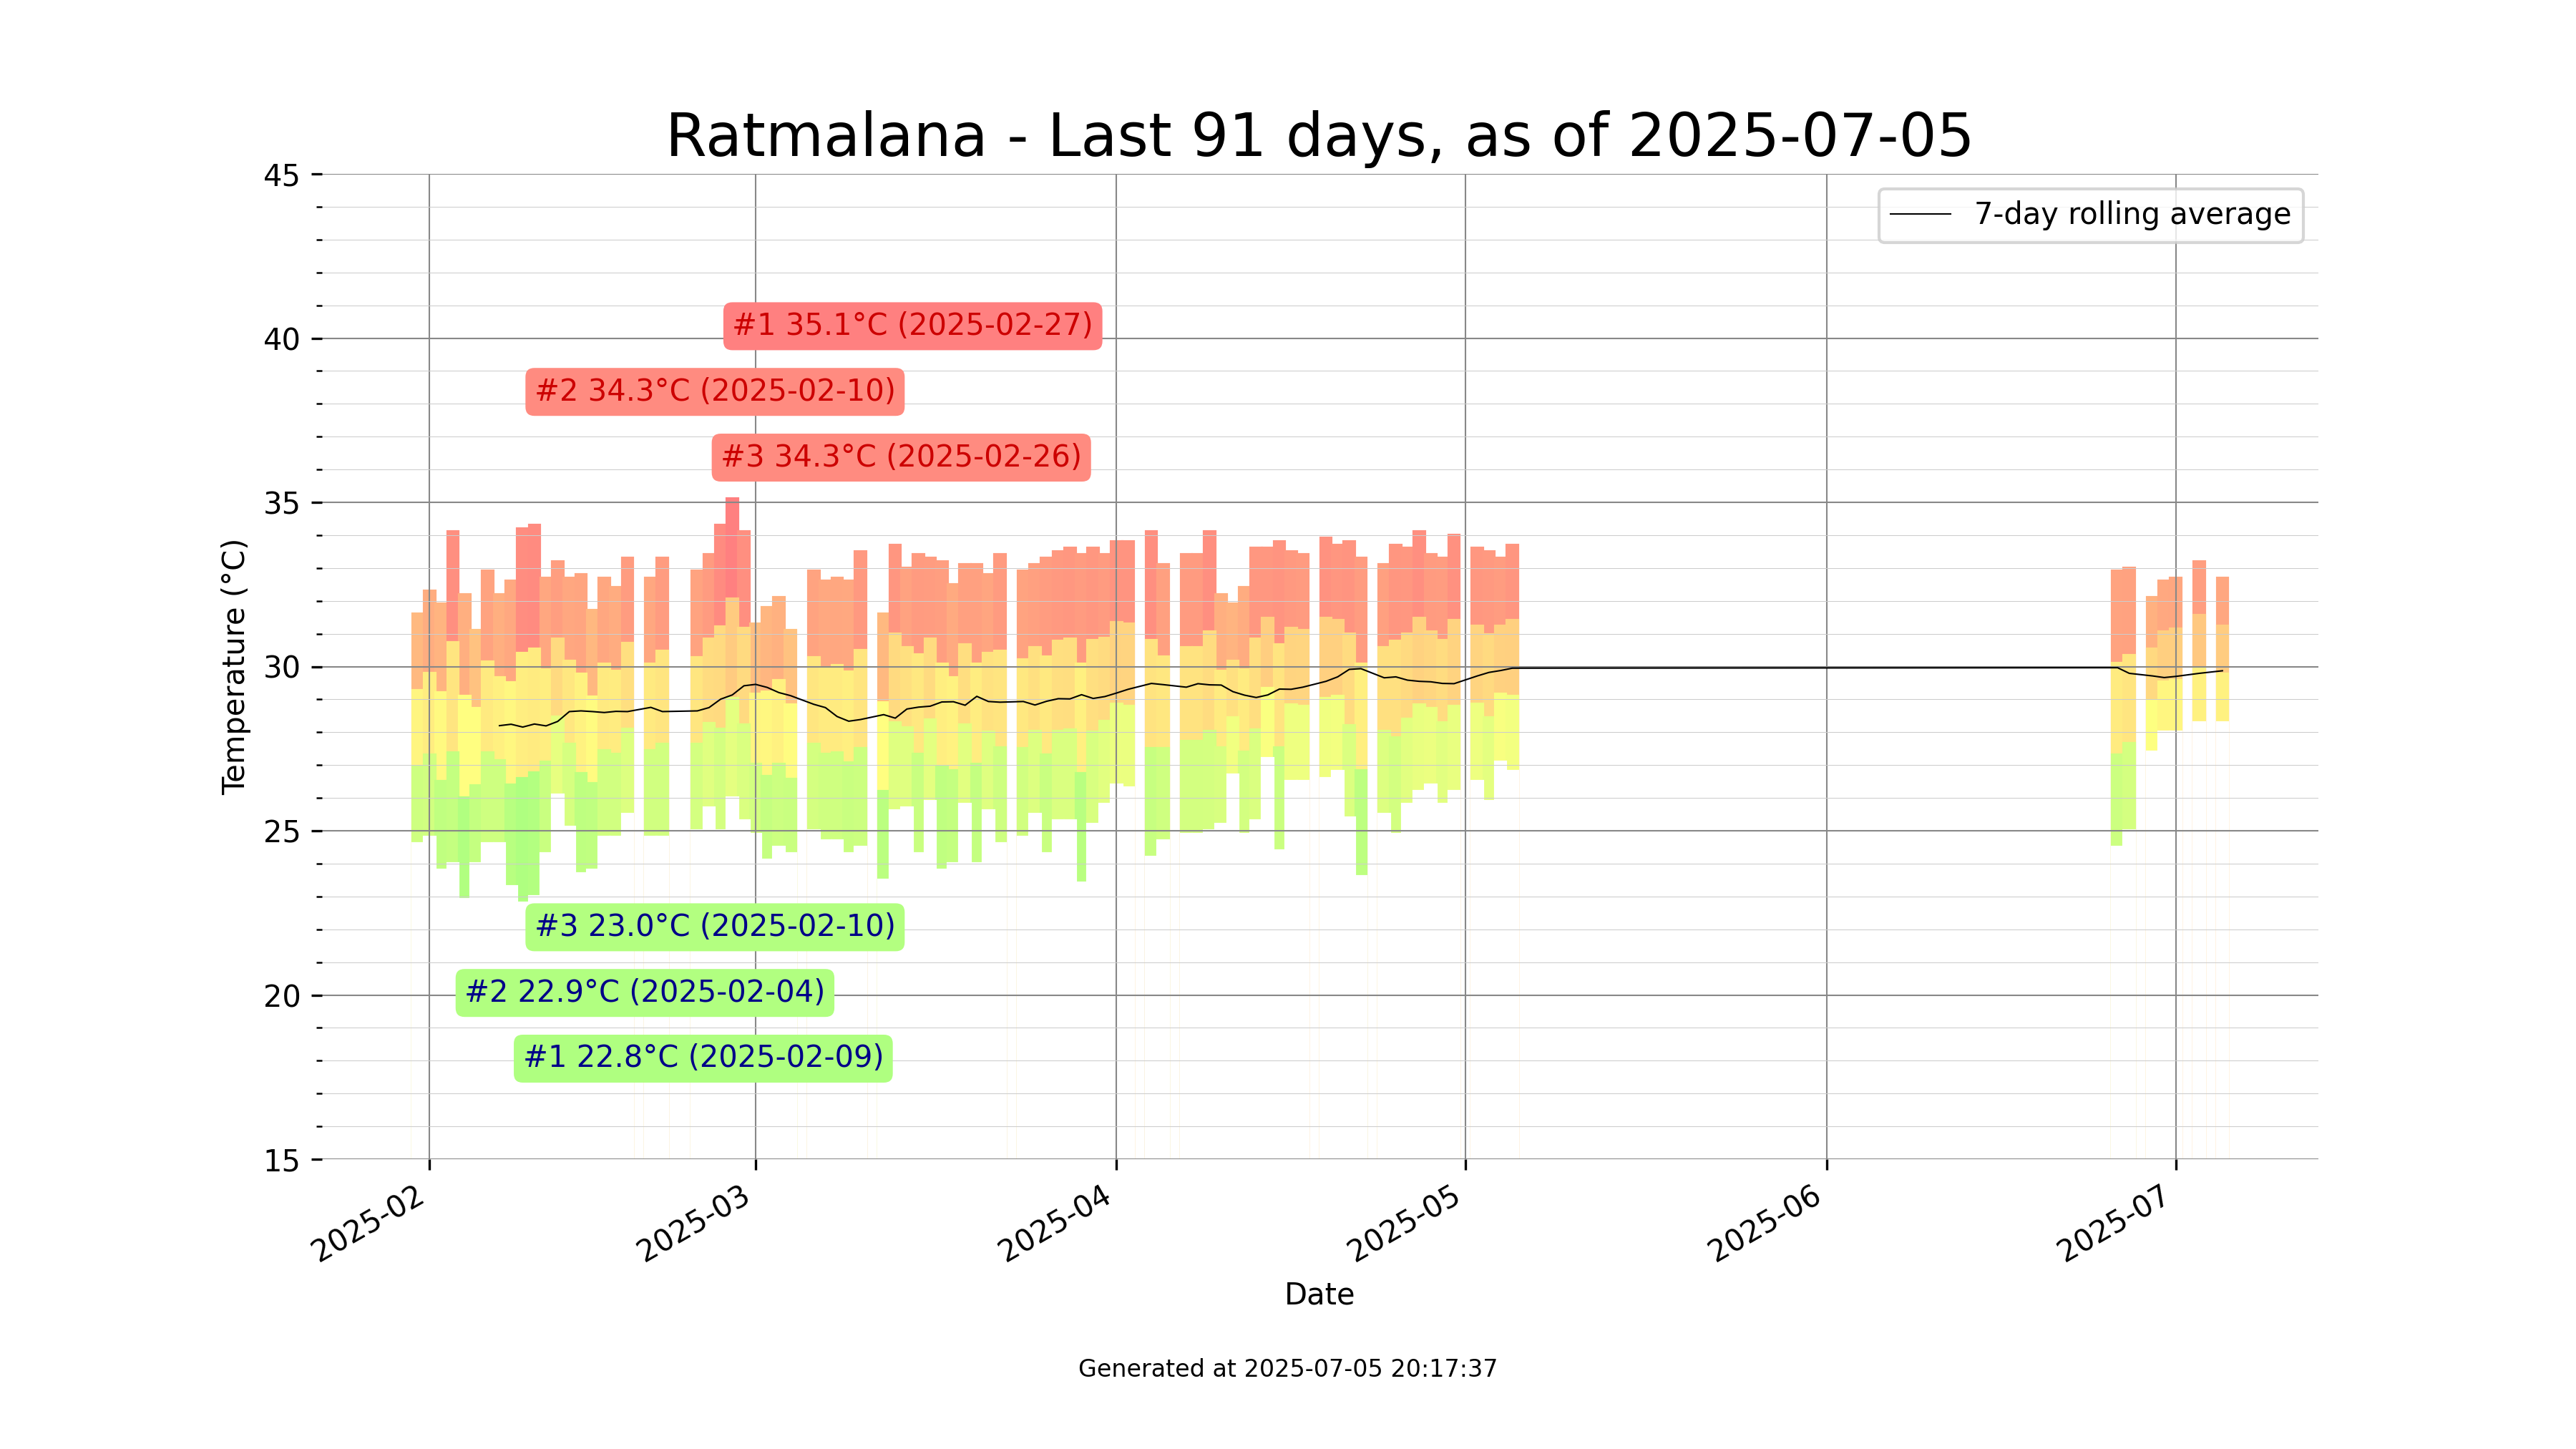 Ratmalana - Last 91 days, as of 2025-07-05
45
7-day rolling average
#1 35.1°C (2025-02-27)
40
#2 34.3°C (2025-02-10)
#3 34.3°C (2025-02-26)
35
Temperature (°C)
30
25
#3 23.0°C (2025-02-10)
20
#2 22.9°C (2025-02-04)
#1 22.8°C (2025-02-09)
15
2025-02
2025-03
2025-04
2025-05
2025-06
2025-07
Date
Generated at 2025-07-05 20:17:37